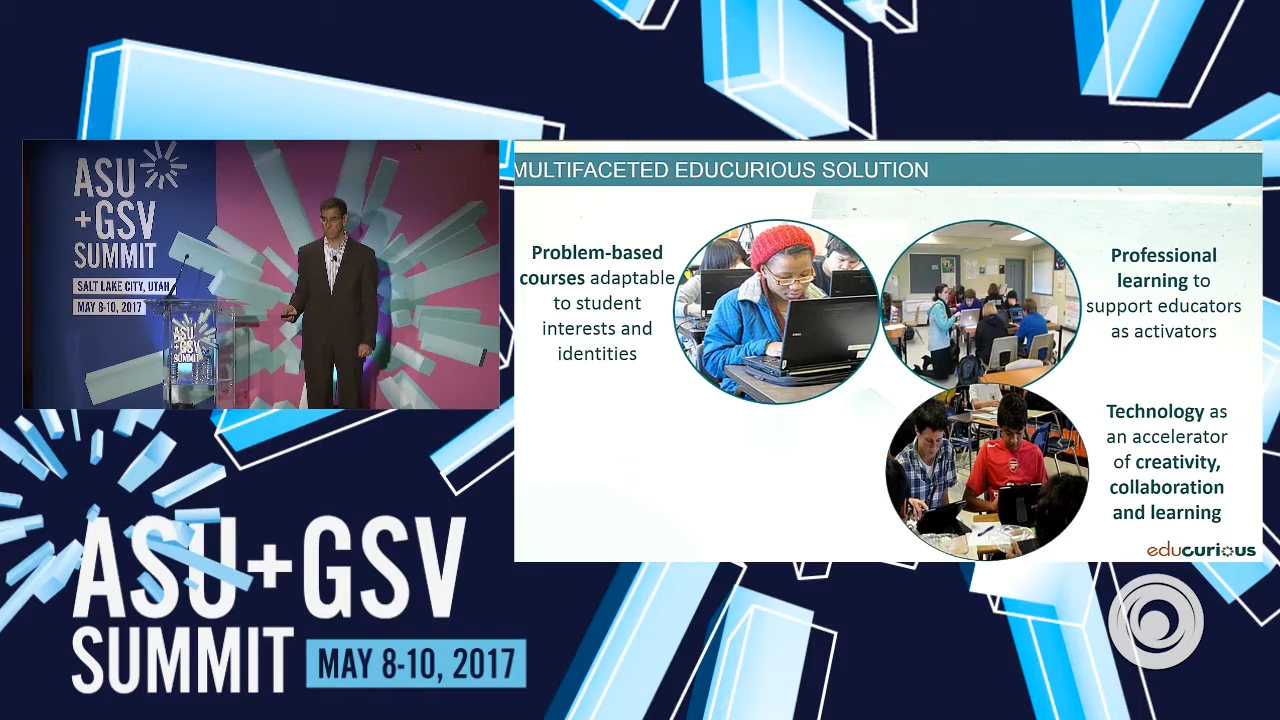 ASU
+GSV
SUMMIT
SALT LAKE CITY, UTAH
MAY 8-10, 2017
ASU
+GSV
SUMMIT
MULTIFACETED EDUCURIOUS SOLUTION
Problem-based
courses adaptable
to student
interests and
identities
Professional
learning to
support educators
as activators
Technology as
an accelerator
of creativity,
collaboration
and learning
educurious
ASU+GSV
SUMMIT
MAY 8-10, 2017